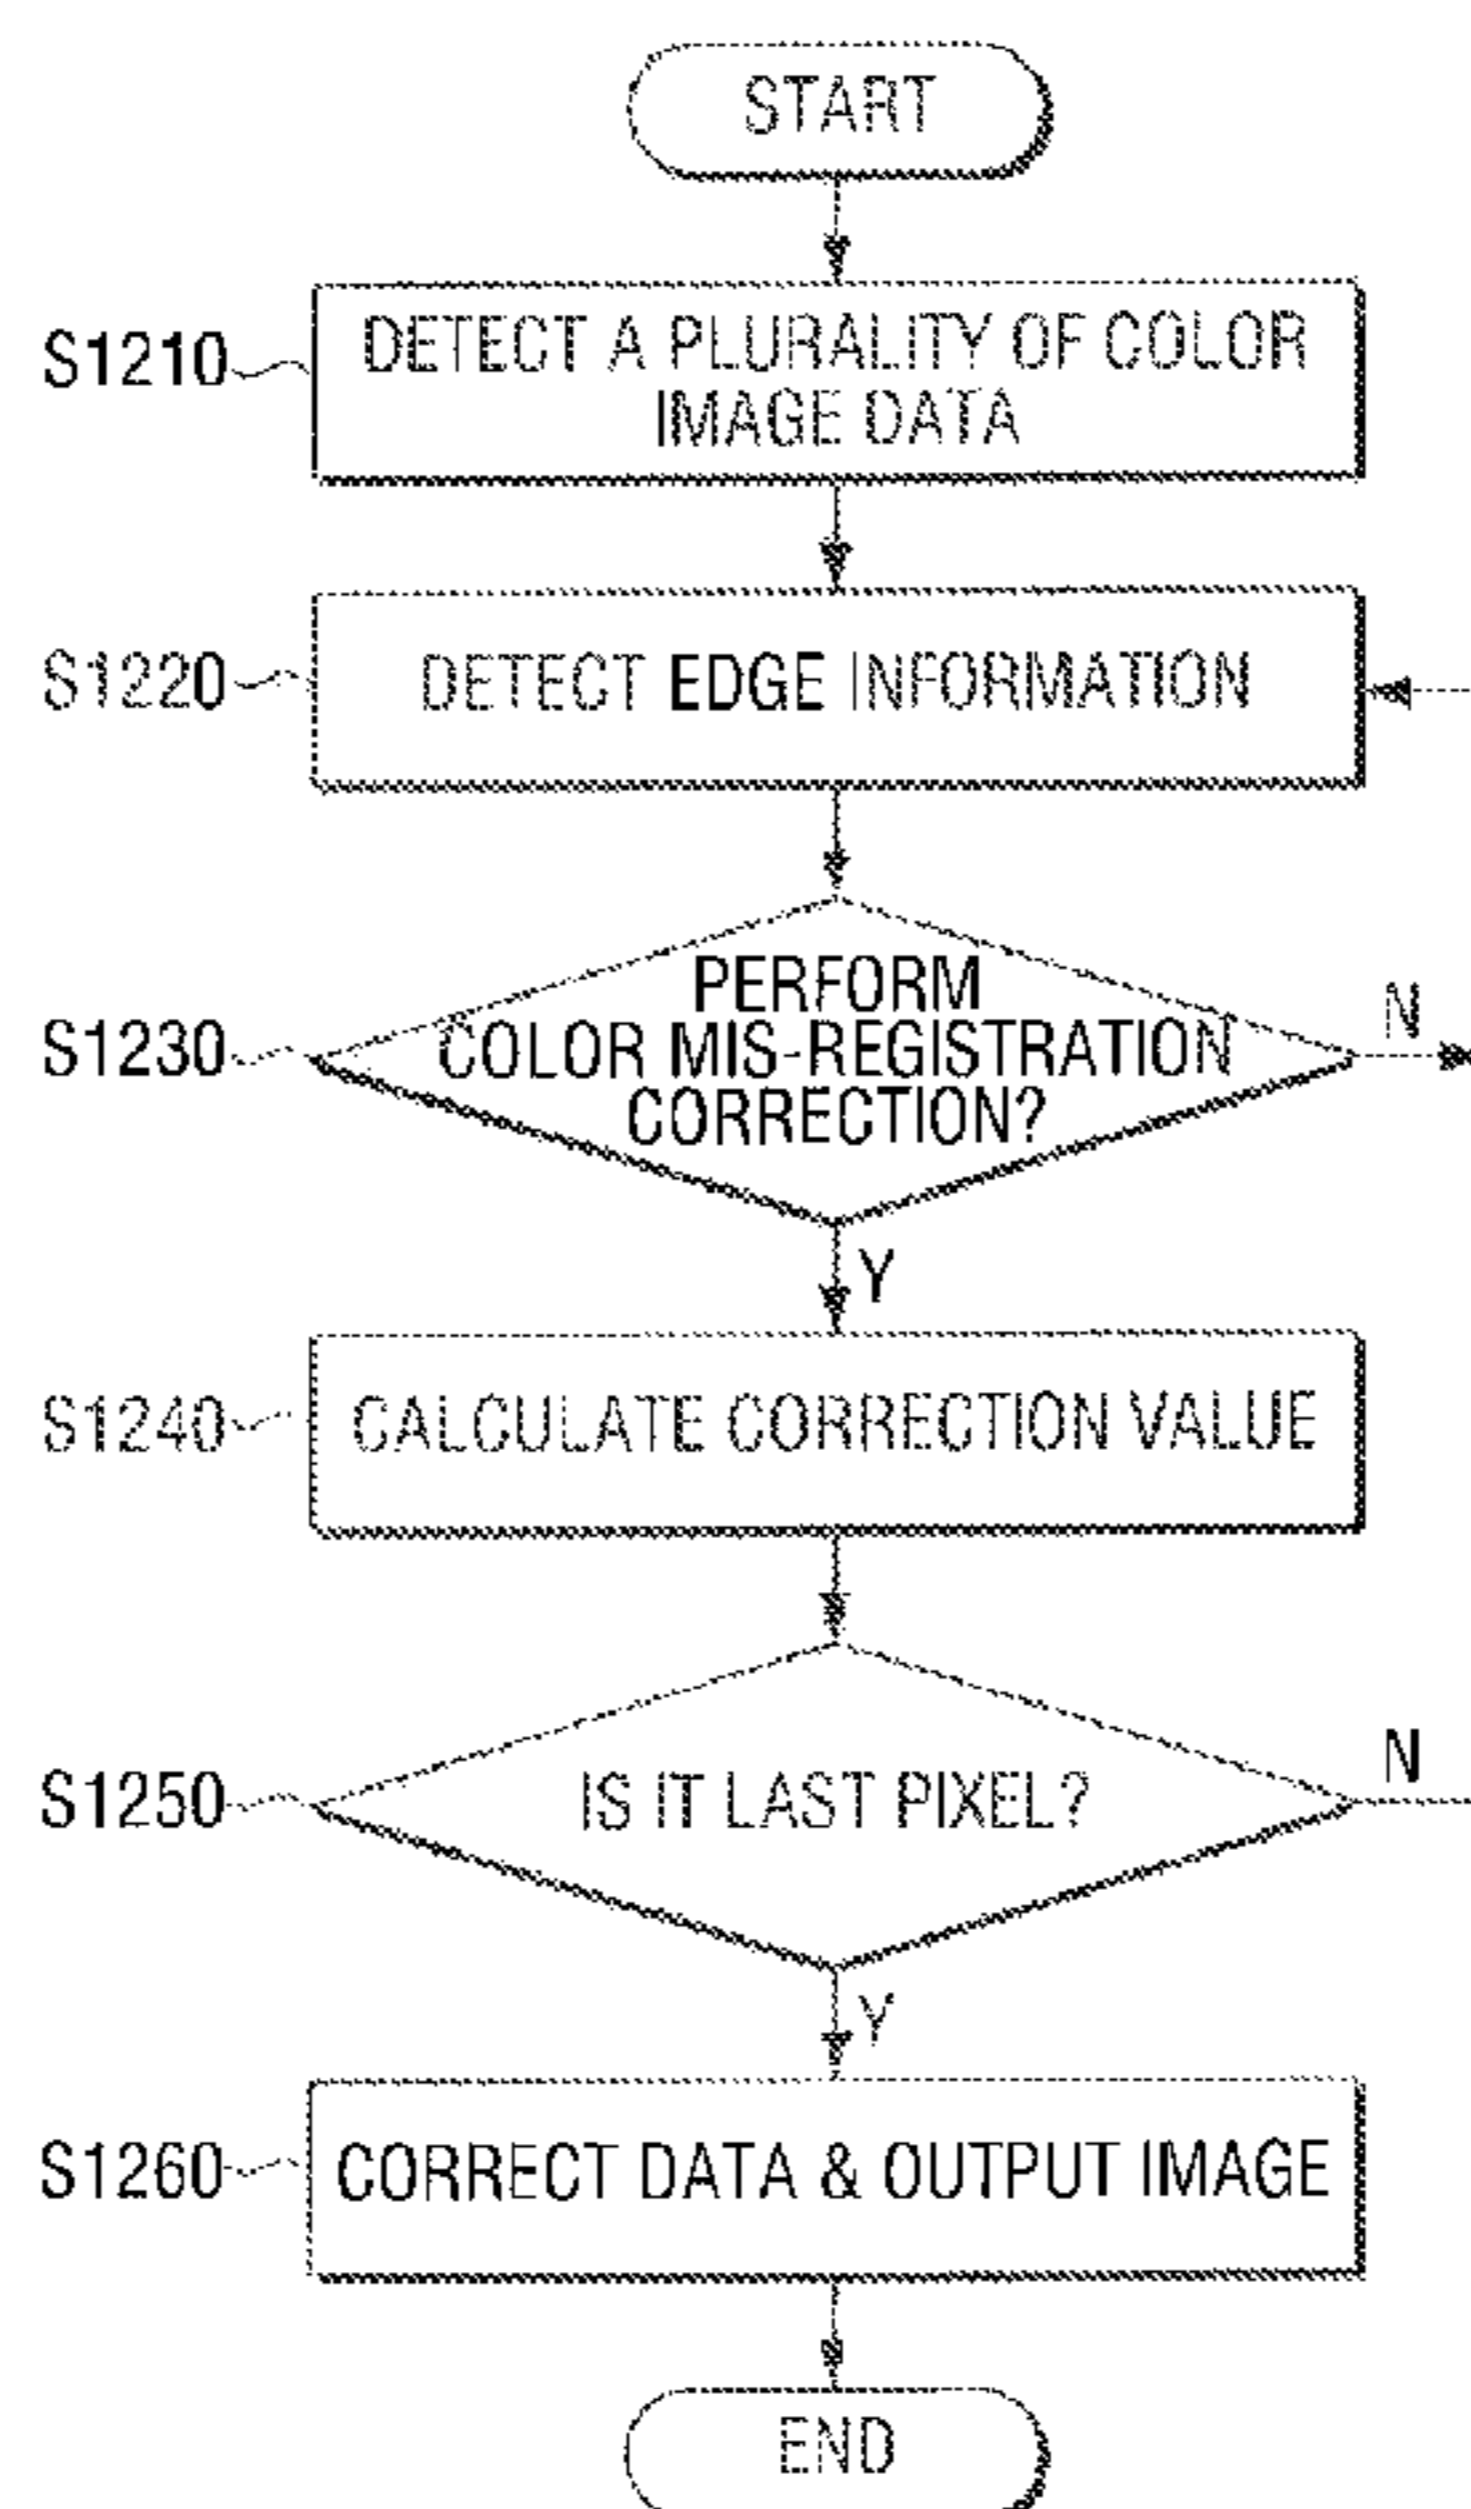 START
S1210
DETECT A PLURALITY OF COLOR
IMAGE DATA
S1220
DETECT EDGE INFORMATION
S1230
PERFORM
COLOR MIS-REGISTRATION
CORRECTION?
N
Y
S1240
CALCULATE CORRECTION VALUE
S1250
IS IT LAST PIXEL?
N
Y
S1260
CORRECT DATA & OUTPUT IMAGE
END